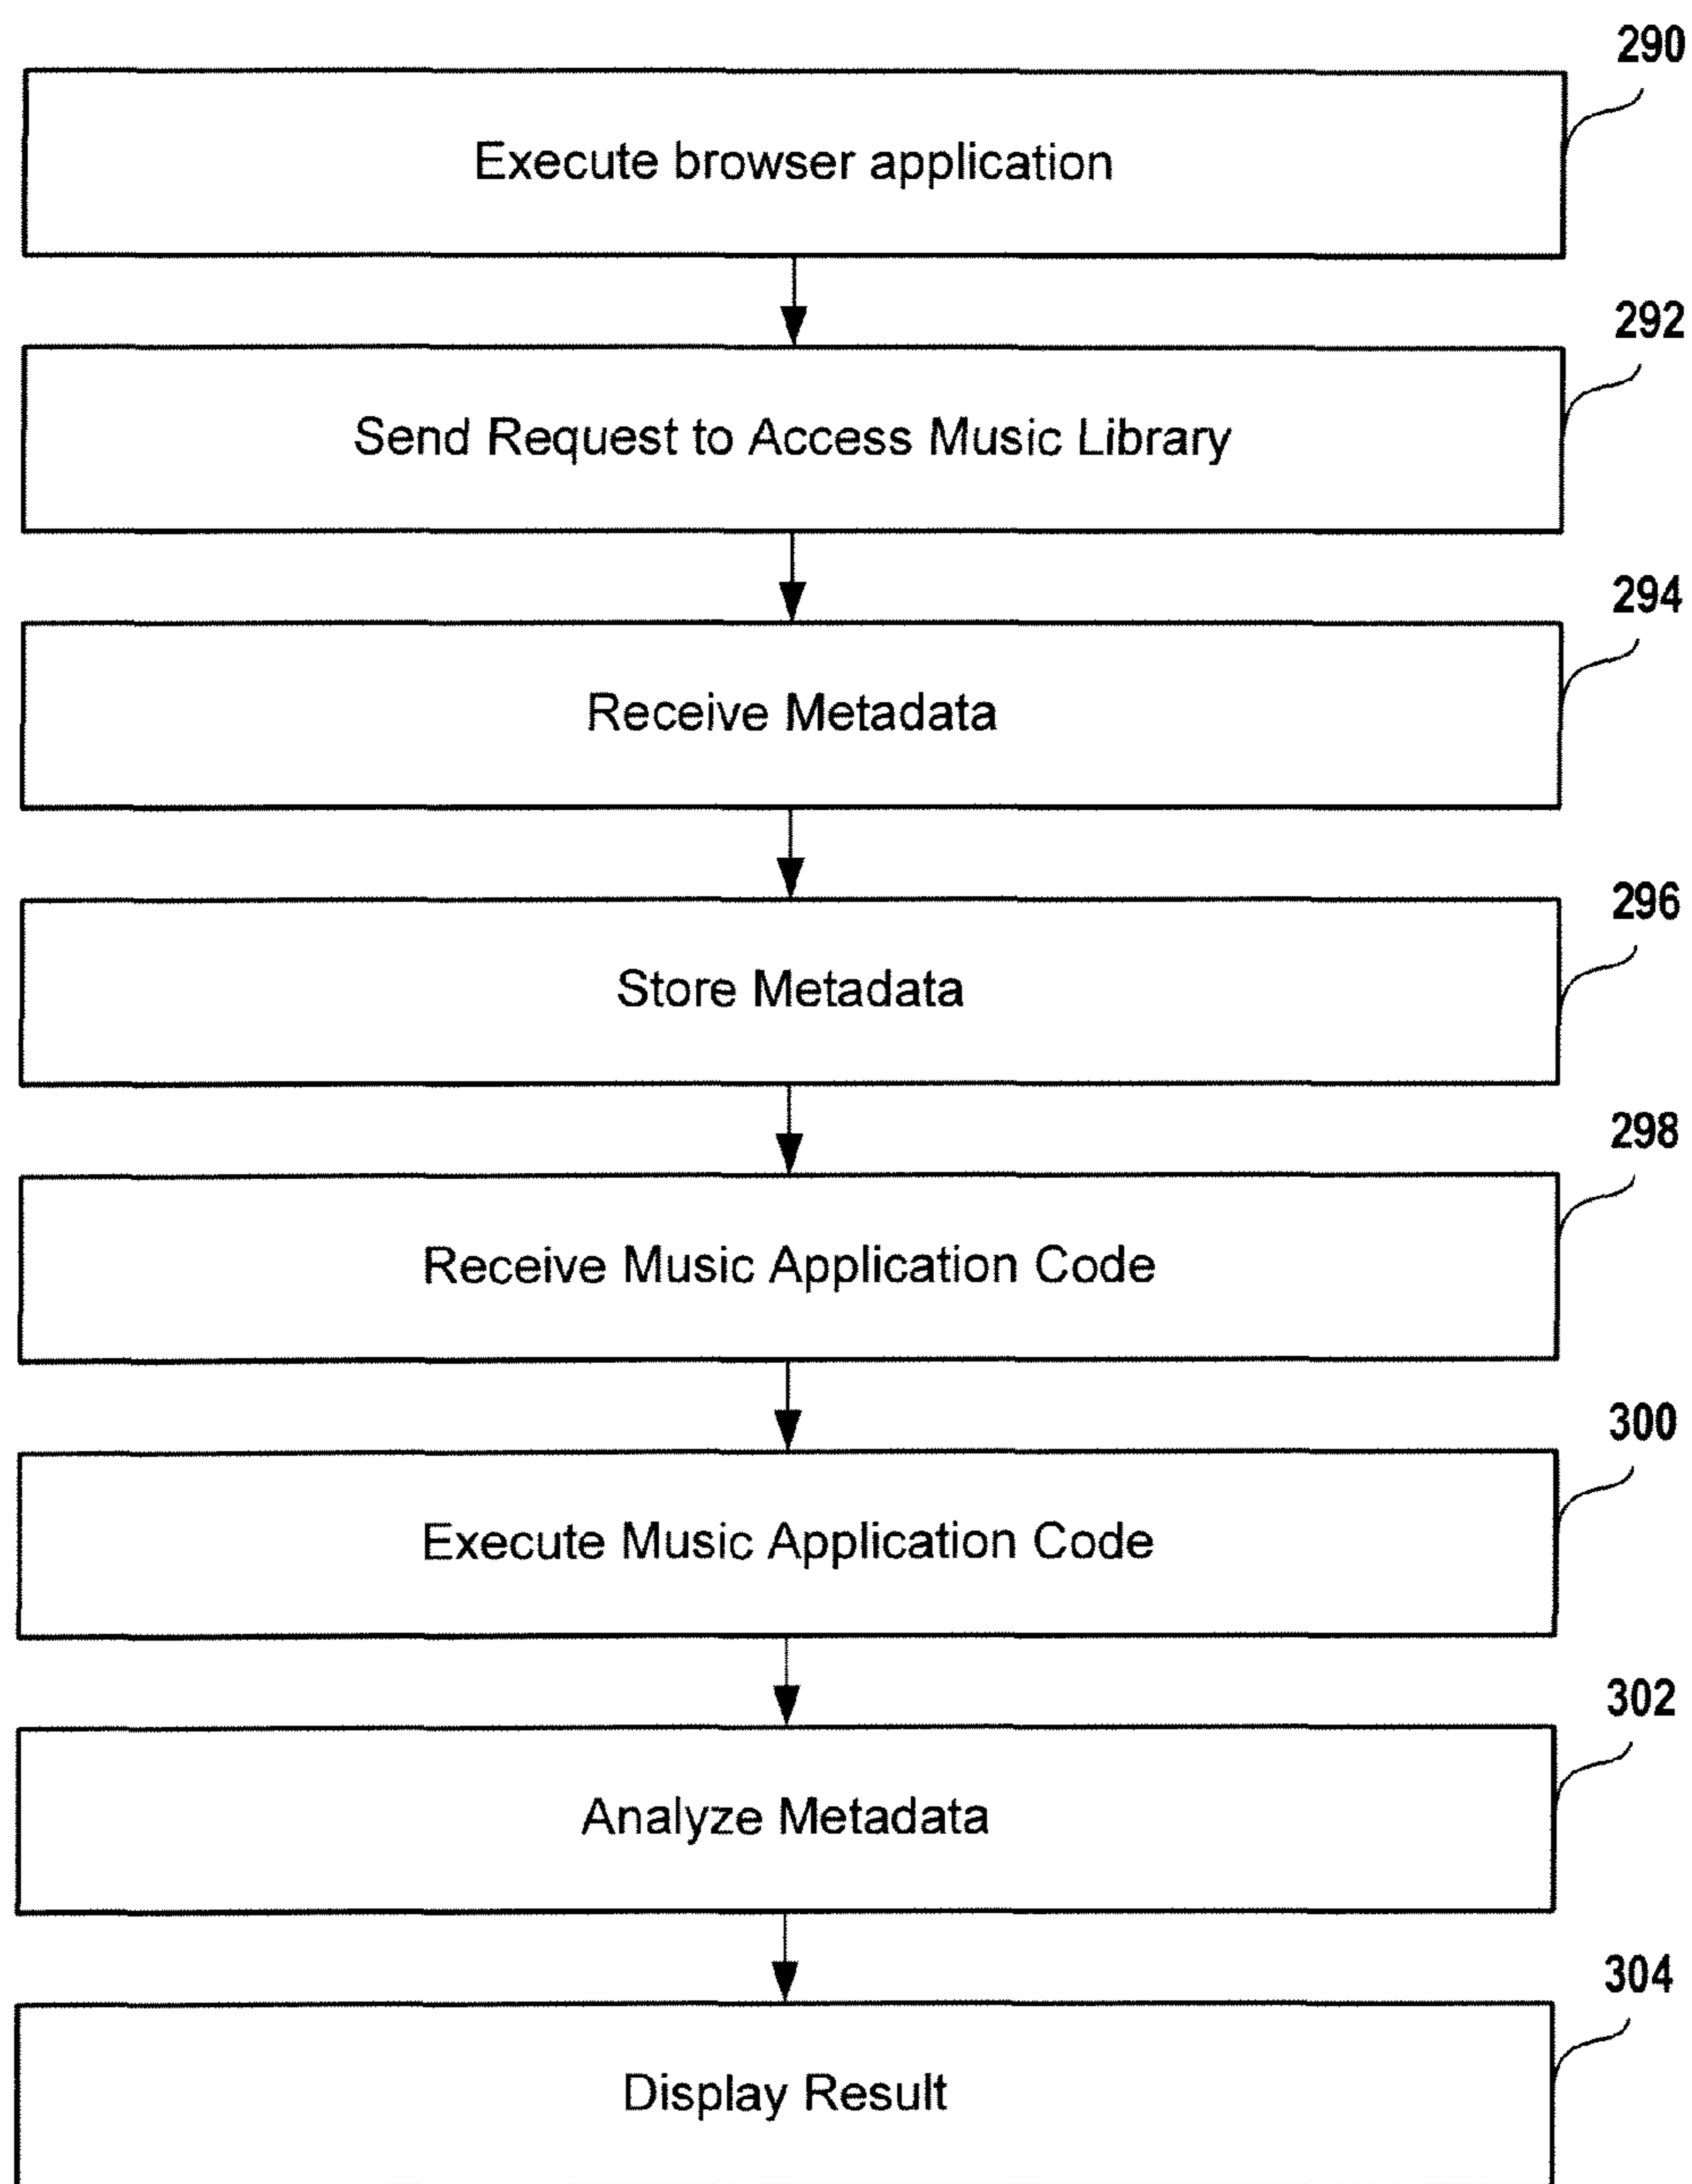 290
Execute browser application
292
Send Request to Access Music Library
294
Receive Metadata
296
Store Metadata
298
Receive Music Application Code
300
Execute Music Application Code
302
Analyze Metadata
304
Display Result